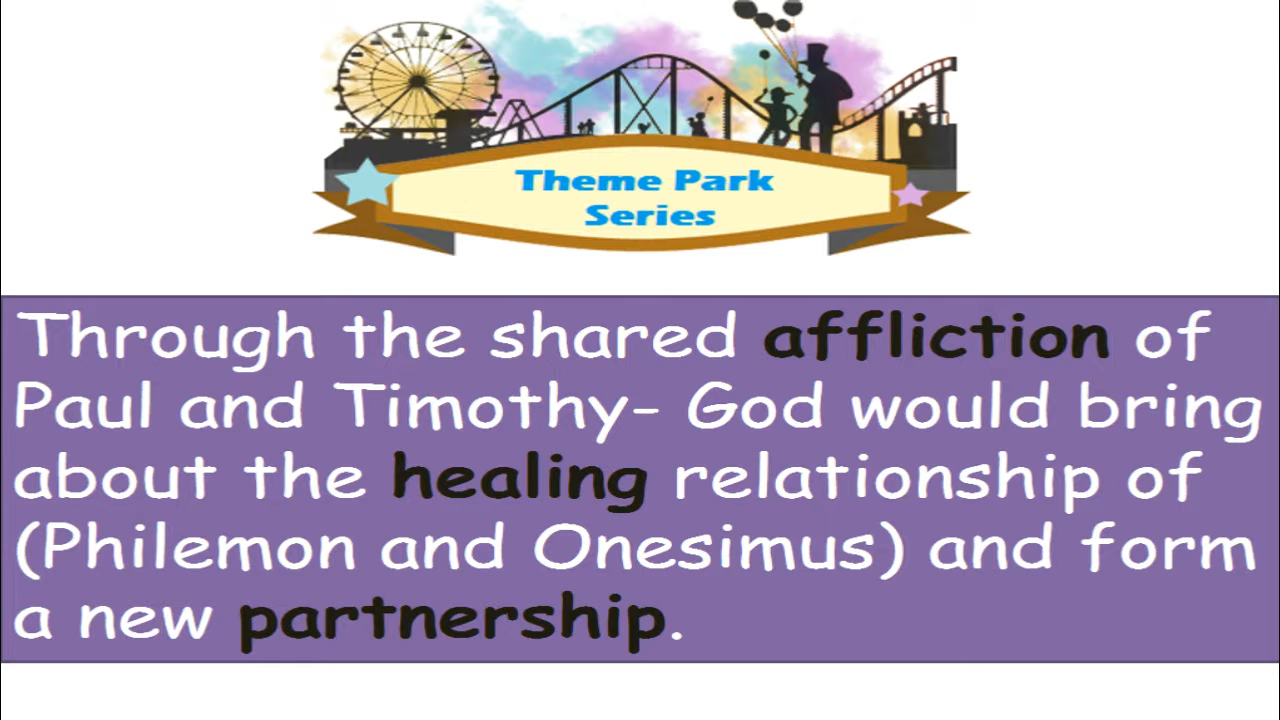 Theme Park
Series
Through the shared affliction of
Paul and Timothy- God would bring
about the healing relationship of
(Philemon and Onesimus) and form
a new partnership.